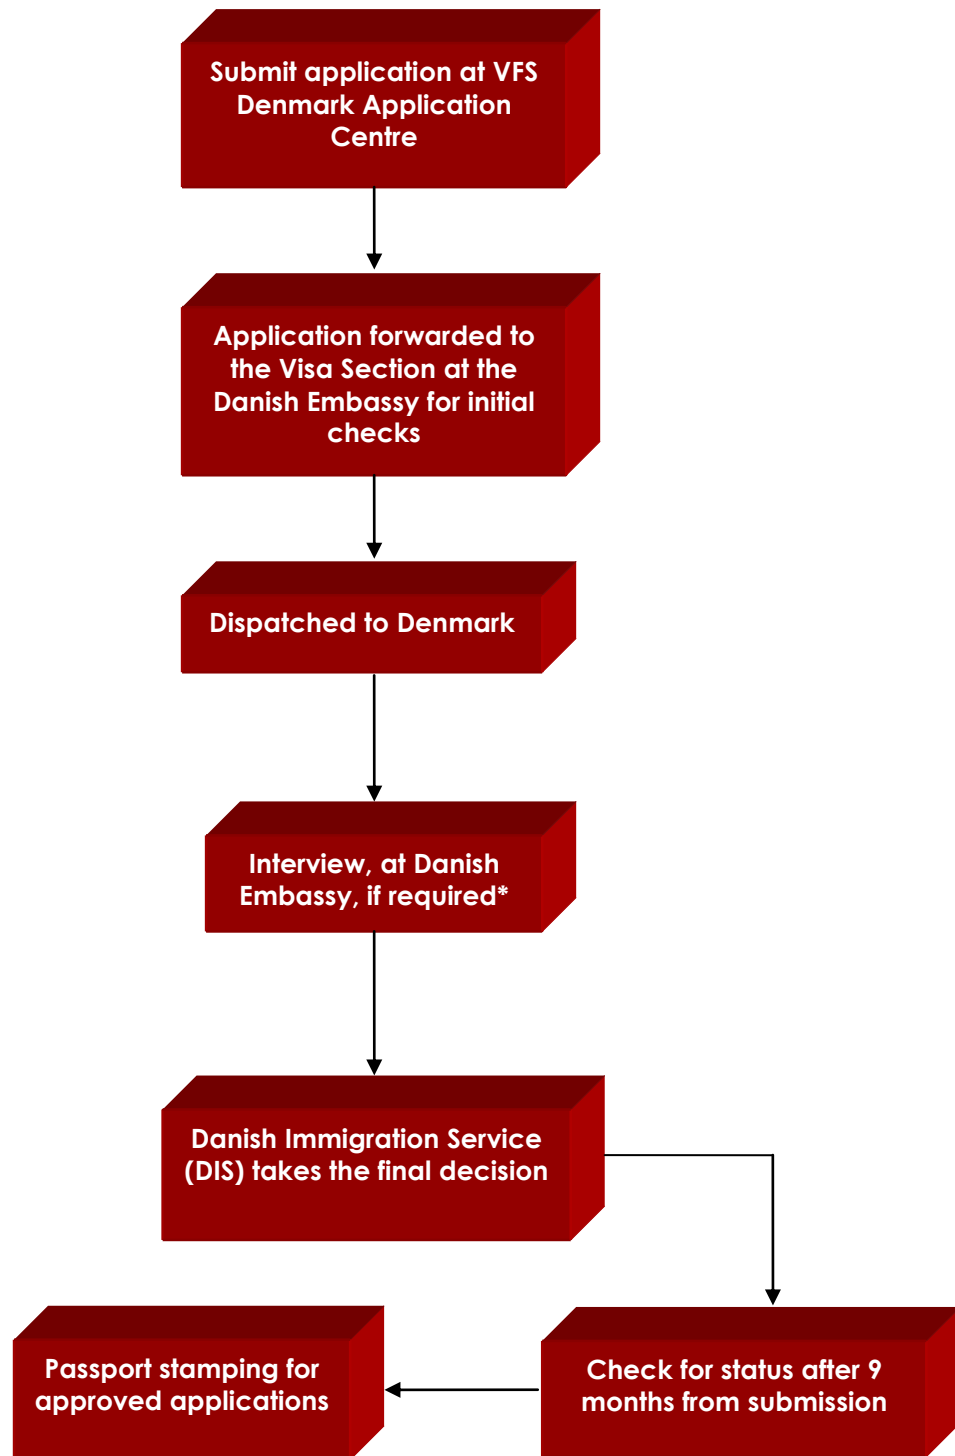 Submit application at VFS
Denmark Application
Centre
Application forwarded to
the Visa Section at the
Danish Embassy for initial
checks
Dispatched to Denmark
Interview, at Danish
Embassy, if required*
Danish Immigration Service
(DIS) takes the final decision
Check for status after 9
months from submission
Passport stamping for
approved applications